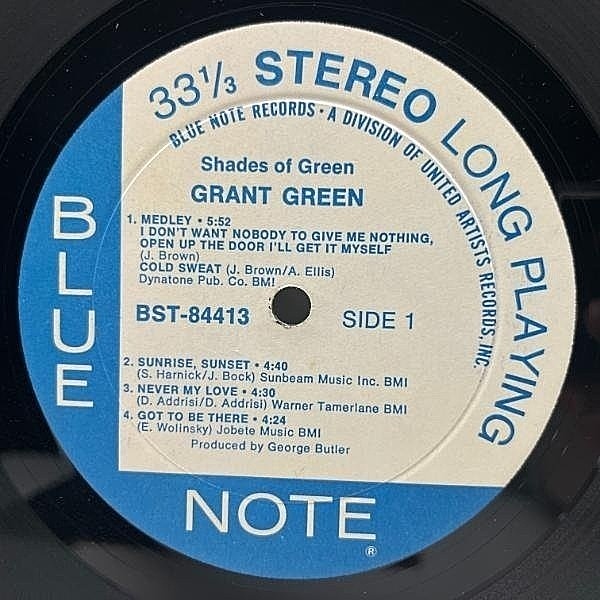 33⅓ STEREO LONG PLAYING
BLUE NOTE RECORDS • A DIVISION OF UNITED ARTISTS RECORDS, INC.
Shades of Green
GRANT GREEN
1. MEDLEY • 5:52
I DON'T WANT NOBODY TO GIVE ME NOTHING,
OPEN UP THE DOOR I'LL GET IT MYSELF
(J. Brown)
COLD SWEAT (J. Brown/A. Ellis)
Dynatone Pub. Co. BMI
BST-84413
SIDE 1
2. SUNRISE, SUNSET • 4:40
(S. Harnick/J. Bock) Sunbeam Music Inc. BMI
3. NEVER MY LOVE • 4:30
(D. Addrisi/D. Addrisi) Warner Tamerlane BMI
4. GOT TO BE THERE • 4:24
(E. Wolinsky) Jobete Music BMI
Produced by George Butler
BLUE
NOTE ®